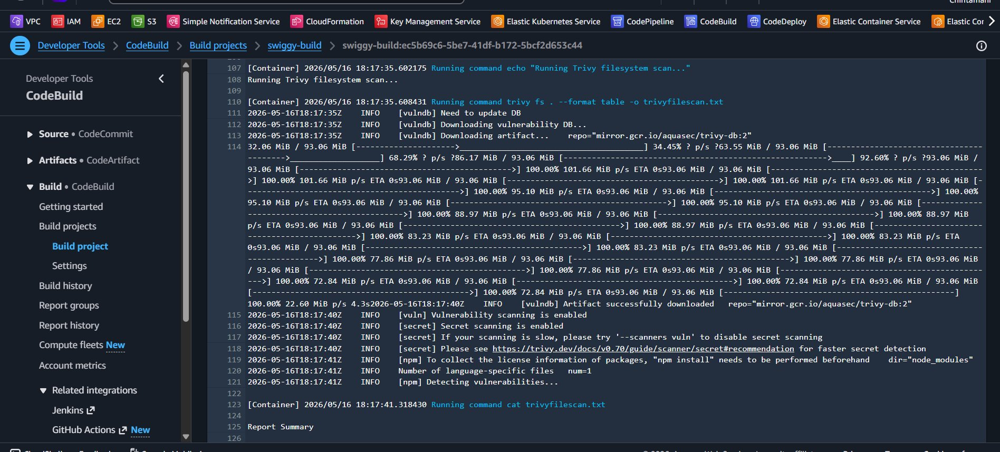 Chintamani
VPC IAM EC2 S3 Simple Notification Service CloudFormation Key Management Service Elastic Kubernetes Service CodePipeline CodeBuild CodeDeploy Elastic Container Service Elastic Cor
Developer Tools CodeBuild Build projects swiggy-build swiggy-build:ec5b69c6-5be7-41df-b172-5bcf2d653c44
Developer Tools
CodeBuild
Source • CodeCommit
Artifacts • CodeArtifact
Build • CodeBuild
Getting started
Build projects
Build project
Settings
Build history
Report groups
Report history
Compute fleets New
Account metrics
Related integrations
Jenkins
GitHub Actions New
107 [Container] 2026/05/16 18:17:35.602175 Running command echo "Running Trivy filesystem scan..."
108 Running Trivy filesystem scan...
109
110 [Container] 2026/05/16 18:17:35.608431 Running command trivy fs . --format table -o trivyfilescan.txt
111 2026-05-16T18:17:35Z INFO [vulndb] Need to update DB
112 2026-05-16T18:17:35Z INFO [vulndb] Downloading vulnerability DB...
113 2026-05-16T18:17:35Z INFO [vulndb] Downloading artifact... repo="mirror.gcr.io/aquasec/trivy-db:2"
114 32.06 MiB / 93.06 MiB [--------------------->_______________________________________] 34.45% ? p/s ?63.55 MiB / 93.06 MiB [---------------------------------
-------->___________________] 68.29% ? p/s ?86.17 MiB / 93.06 MiB [-------------------------------------------------------->____] 92.60% ? p/s ?93.06 MiB /
93.06 MiB [--------------------------------------------->] 100.00% 101.66 MiB p/s ETA 0s93.06 MiB / 93.06 MiB [---------------------------------------------
>] 100.00% 101.66 MiB p/s ETA 0s93.06 MiB / 93.06 MiB [--------------------------------------------->] 100.00% 101.66 MiB p/s ETA 0s93.06 MiB / 93.06 MiB [-
--------------------------------------------->] 100.00% 95.10 MiB p/s ETA 0s93.06 MiB / 93.06 MiB [---------------------------------------------->] 100.00%
95.10 MiB p/s ETA 0s93.06 MiB / 93.06 MiB [---------------------------------------------->] 100.00% 95.10 MiB p/s ETA 0s93.06 MiB / 93.06 MiB [-------------
--------------------------------->] 100.00% 88.97 MiB p/s ETA 0s93.06 MiB / 93.06 MiB [---------------------------------------------->] 100.00% 88.97 MiB
p/s ETA 0s93.06 MiB / 93.06 MiB [---------------------------------------------->] 100.00% 88.97 MiB p/s ETA 0s93.06 MiB / 93.06 MiB [-----------------------
----------------------->] 100.00% 83.23 MiB p/s ETA 0s93.06 MiB / 93.06 MiB [---------------------------------------------->] 100.00% 83.23 MiB p/s ETA
0s93.06 MiB / 93.06 MiB [---------------------------------------------->] 100.00% 83.23 MiB p/s ETA 0s93.06 MiB / 93.06 MiB [-------------------------------
--------------->] 100.00% 77.86 MiB p/s ETA 0s93.06 MiB / 93.06 MiB [---------------------------------------------->] 100.00% 77.86 MiB p/s ETA 0s93.06 MiB
/ 93.06 MiB [---------------------------------------------->] 100.00% 77.86 MiB p/s ETA 0s93.06 MiB / 93.06 MiB [-------------------------------------------
--->] 100.00% 72.84 MiB p/s ETA 0s93.06 MiB / 93.06 MiB [---------------------------------------------->] 100.00% 72.84 MiB p/s ETA 0s93.06 MiB / 93.06 MiB
[---------------------------------------------->] 100.00% 72.84 MiB p/s ETA 0s93.06 MiB / 93.06 MiB [-------------------------------------------------]
100.00% 22.60 MiB p/s 4.3s2026-05-16T18:17:40Z INFO [vulndb] Artifact successfully downloaded repo="mirror.gcr.io/aquasec/trivy-db:2"
115 2026-05-16T18:17:40Z INFO [vuln] Vulnerability scanning is enabled
116 2026-05-16T18:17:40Z INFO [secret] Secret scanning is enabled
117 2026-05-16T18:17:40Z INFO [secret] If your scanning is slow, please try '--scanners vuln' to disable secret scanning
118 2026-05-16T18:17:40Z INFO [secret] Please see https://trivy.dev/docs/v0.70/guide/scanner/secret#recommendation for faster secret detection
119 2026-05-16T18:17:41Z INFO [npm] To collect the license information of packages, "npm install" needs to be performed beforehand dir="node_modules"
120 2026-05-16T18:17:41Z INFO Number of language-specific files num=1
121 2026-05-16T18:17:41Z INFO [npm] Detecting vulnerabilities...
122
123 [Container] 2026/05/16 18:17:41.318430 Running command cat trivyfilescan.txt
124
125 Report Summary
126